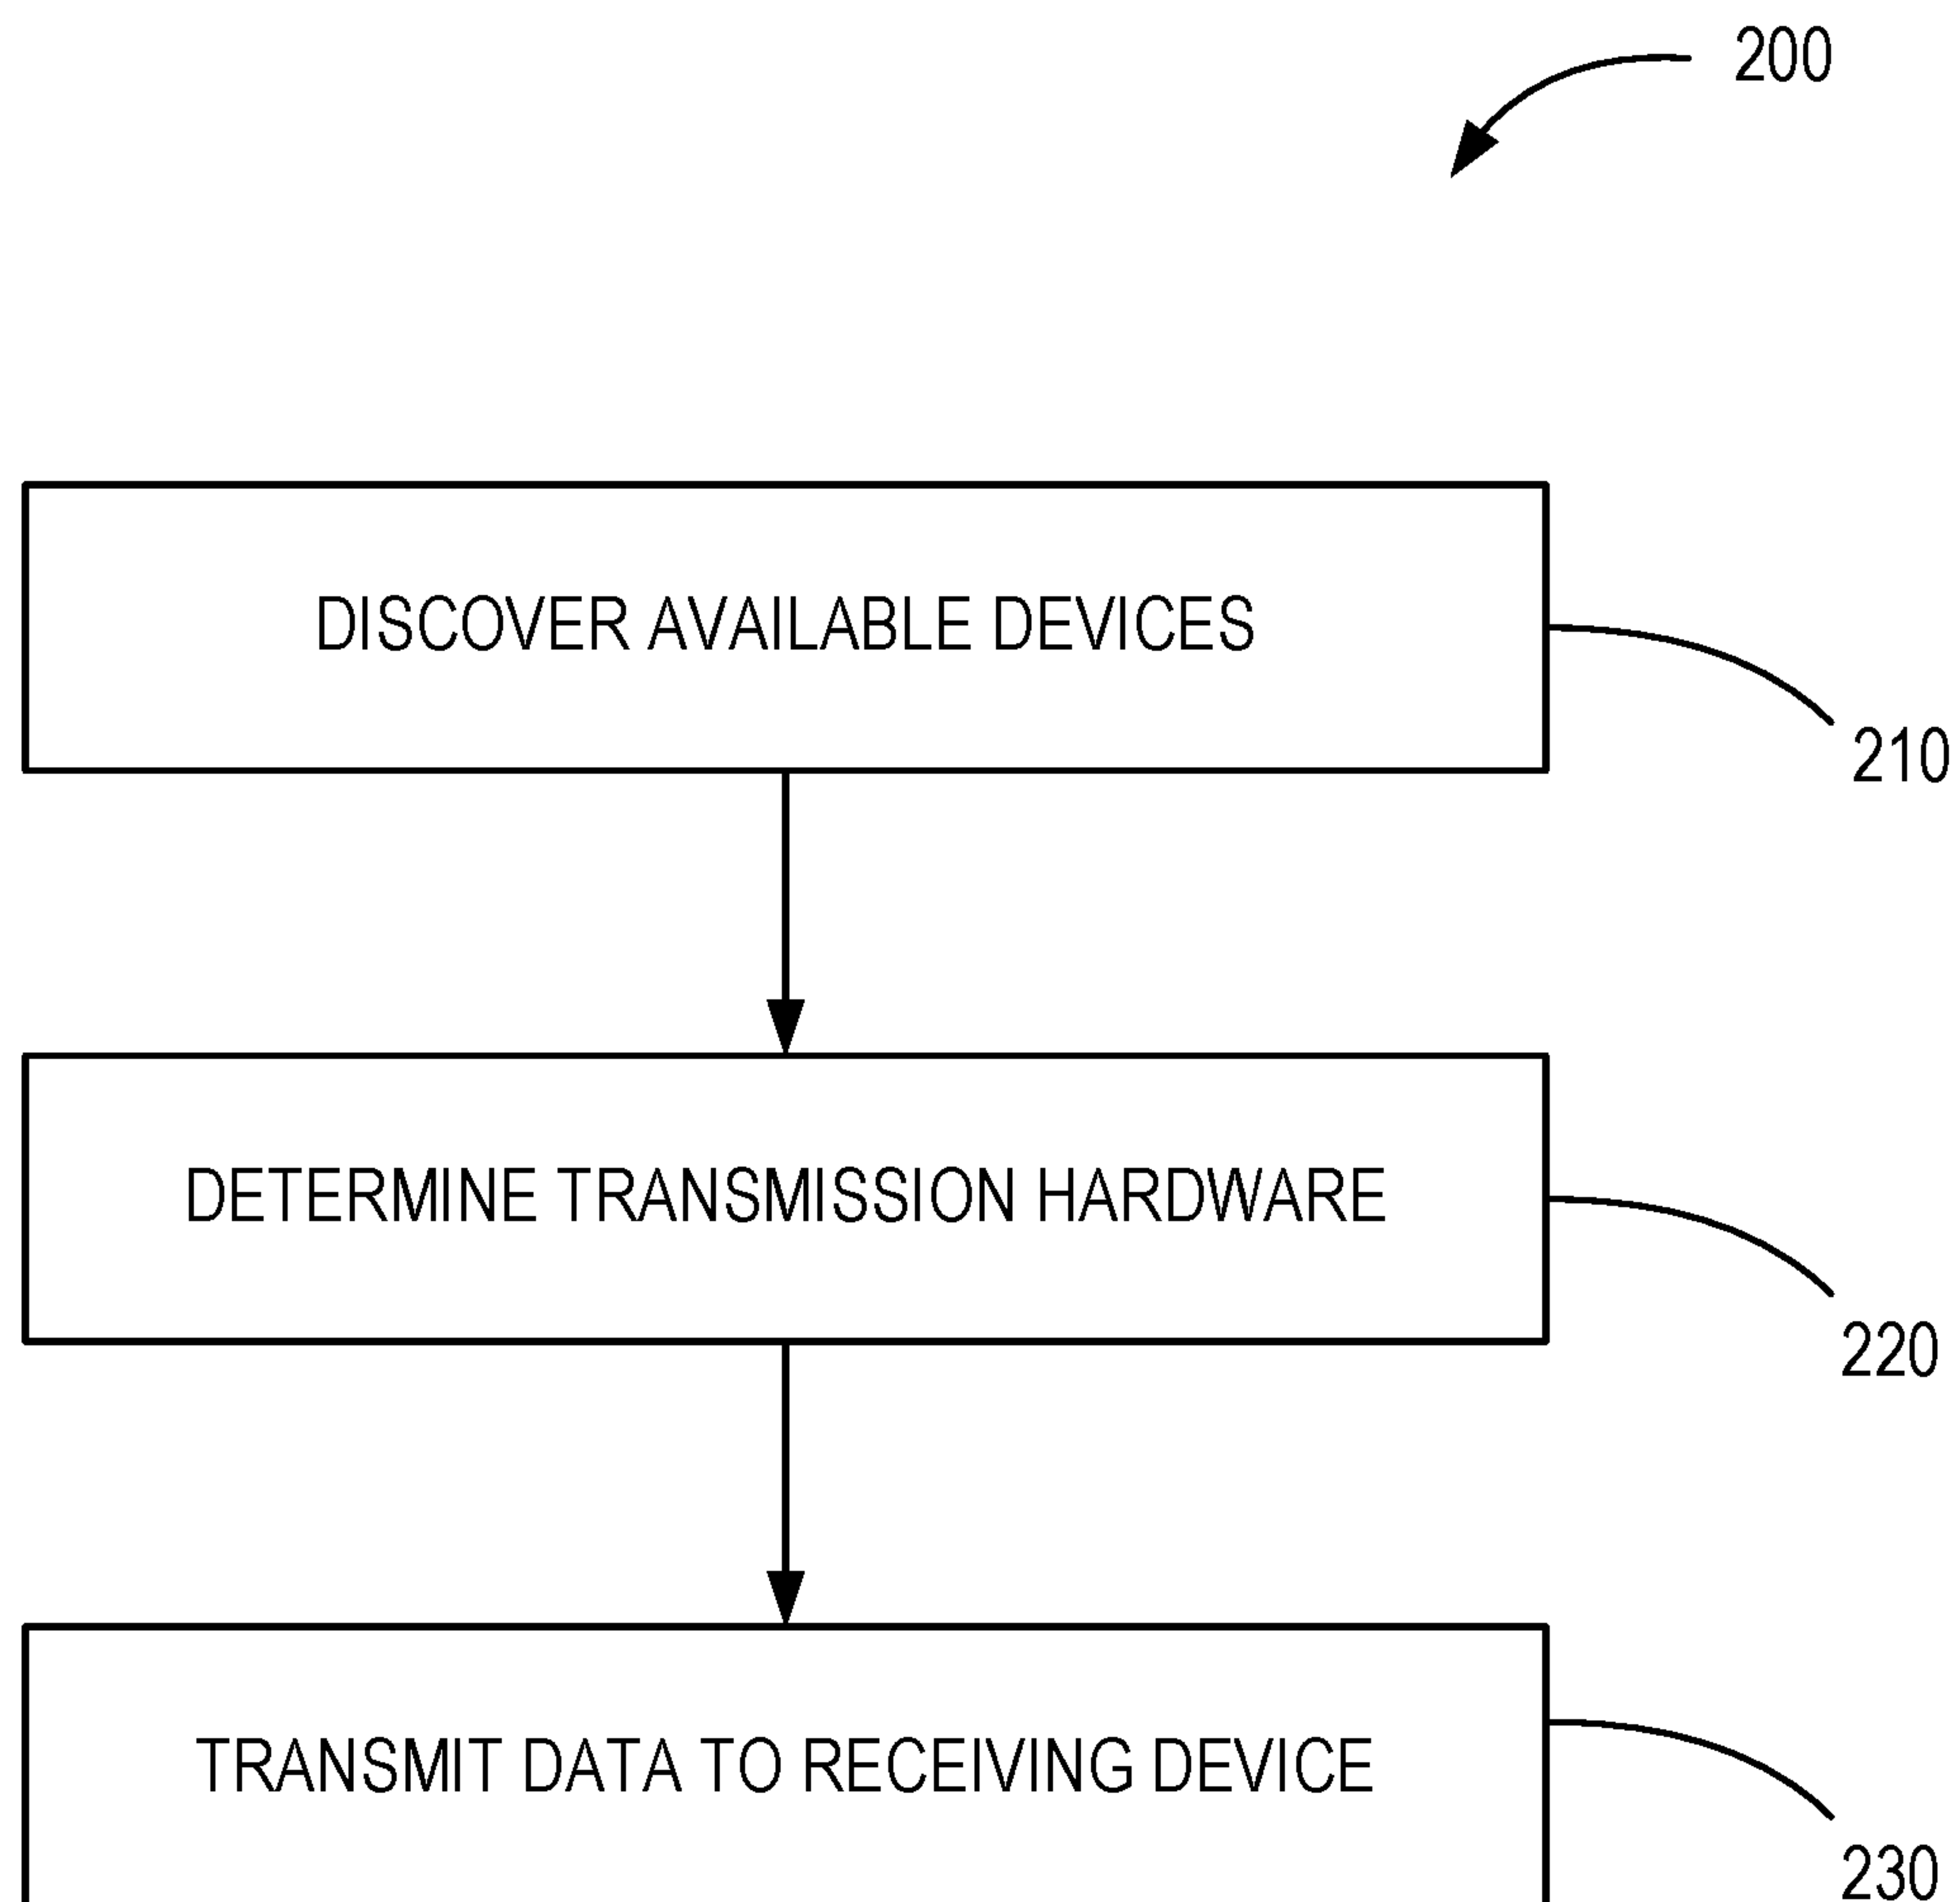 200
DISCOVER AVAILABLE DEVICES
210
DETERMINE TRANSMISSION HARDWARE
220
TRANSMIT DATA TO RECEIVING DEVICE
230